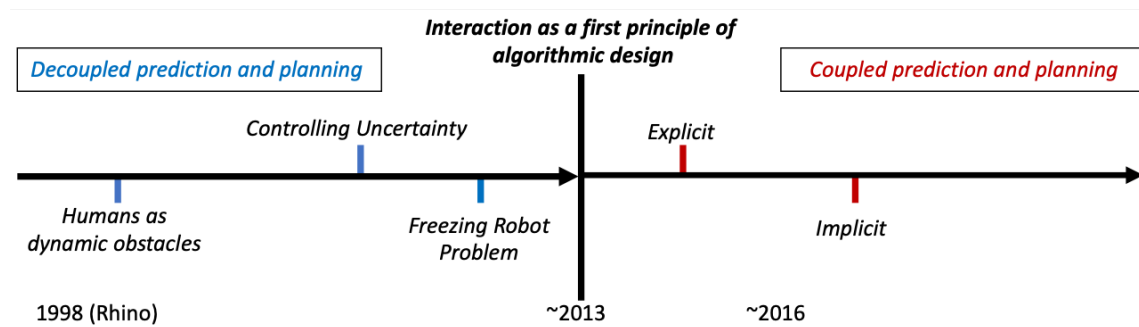 Interaction as a first principle of
algorithmic design
Decoupled prediction and planning
Coupled prediction and planning
Controlling Uncertainty
Explicit
Humans as
dynamic obstacles
Freezing Robot
Problem
Implicit
1998 (Rhino)
~2013
~2016